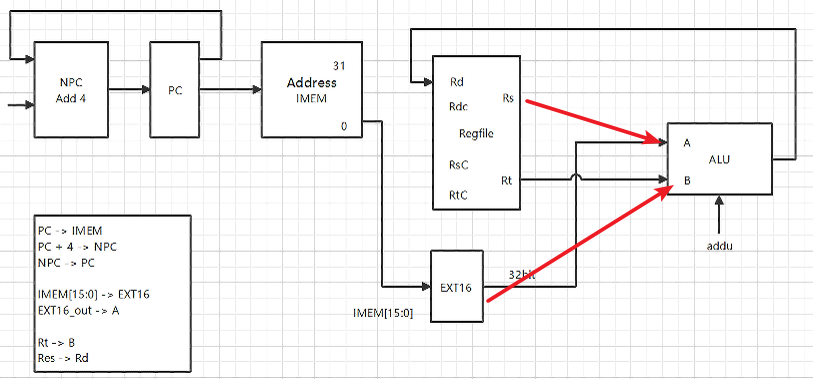 NPC
Add 4
PC
31
Address
IMEM
0
Rd
Rdc
Rs
Regfile
RsC
Rt
RtC
A
ALU
B
addu
EXT16
32bit
IMEM[15:0]
PC -> IMEM
PC + 4 -> NPC
NPC -> PC
IMEM[15:0] -> EXT16
EXT16_out -> A
Rt -> B
Res -> Rd